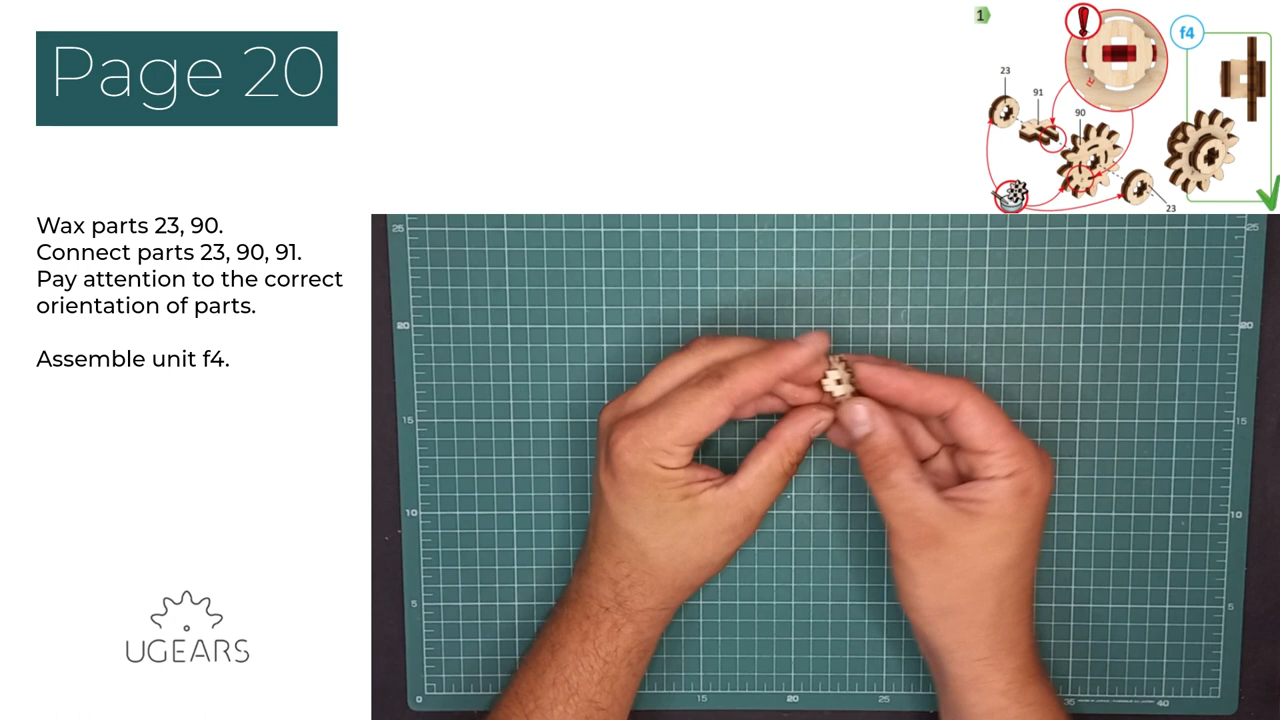 Page 20
Wax parts 23, 90.
Connect parts 23, 90, 91.
Pay attention to the correct
orientation of parts.
Assemble unit f4.
UGEARS
1
!
f4
23
91
90
23
25
25
20
20
15
15
10
10
5
5
0
15
20
25
35
40